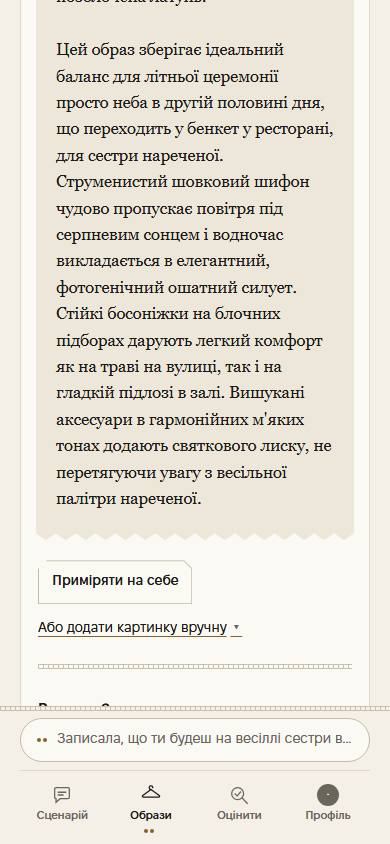 Цей образ зберігає ідеальний
баланс для літньої церемонії
просто неба в другій половині дня,
що переходить у бенкет у ресторані,
для сестри нареченої.
Струменистий шовковий шифон
чудово пропускає повітря під
серпневим сонцем і водночас
викладається в елегантний,
фотогенічний ошатний силует.
Стійкі босоніжки на блочних
підборах дарують легкий комфорт
як на траві на вулиці, так і на
гладкій підлозі в залі. Вишукані
аксесуари в гармонійних м'яких
тонах додають святкового лиску, не
перетягуючи увагу з весільної
палітри нареченої.
Приміряти на себе
Або додати картинку вручну
Записала, що ти будеш на весіллі сестри в...
Сценарій
Образи
Оцінити
Профіль